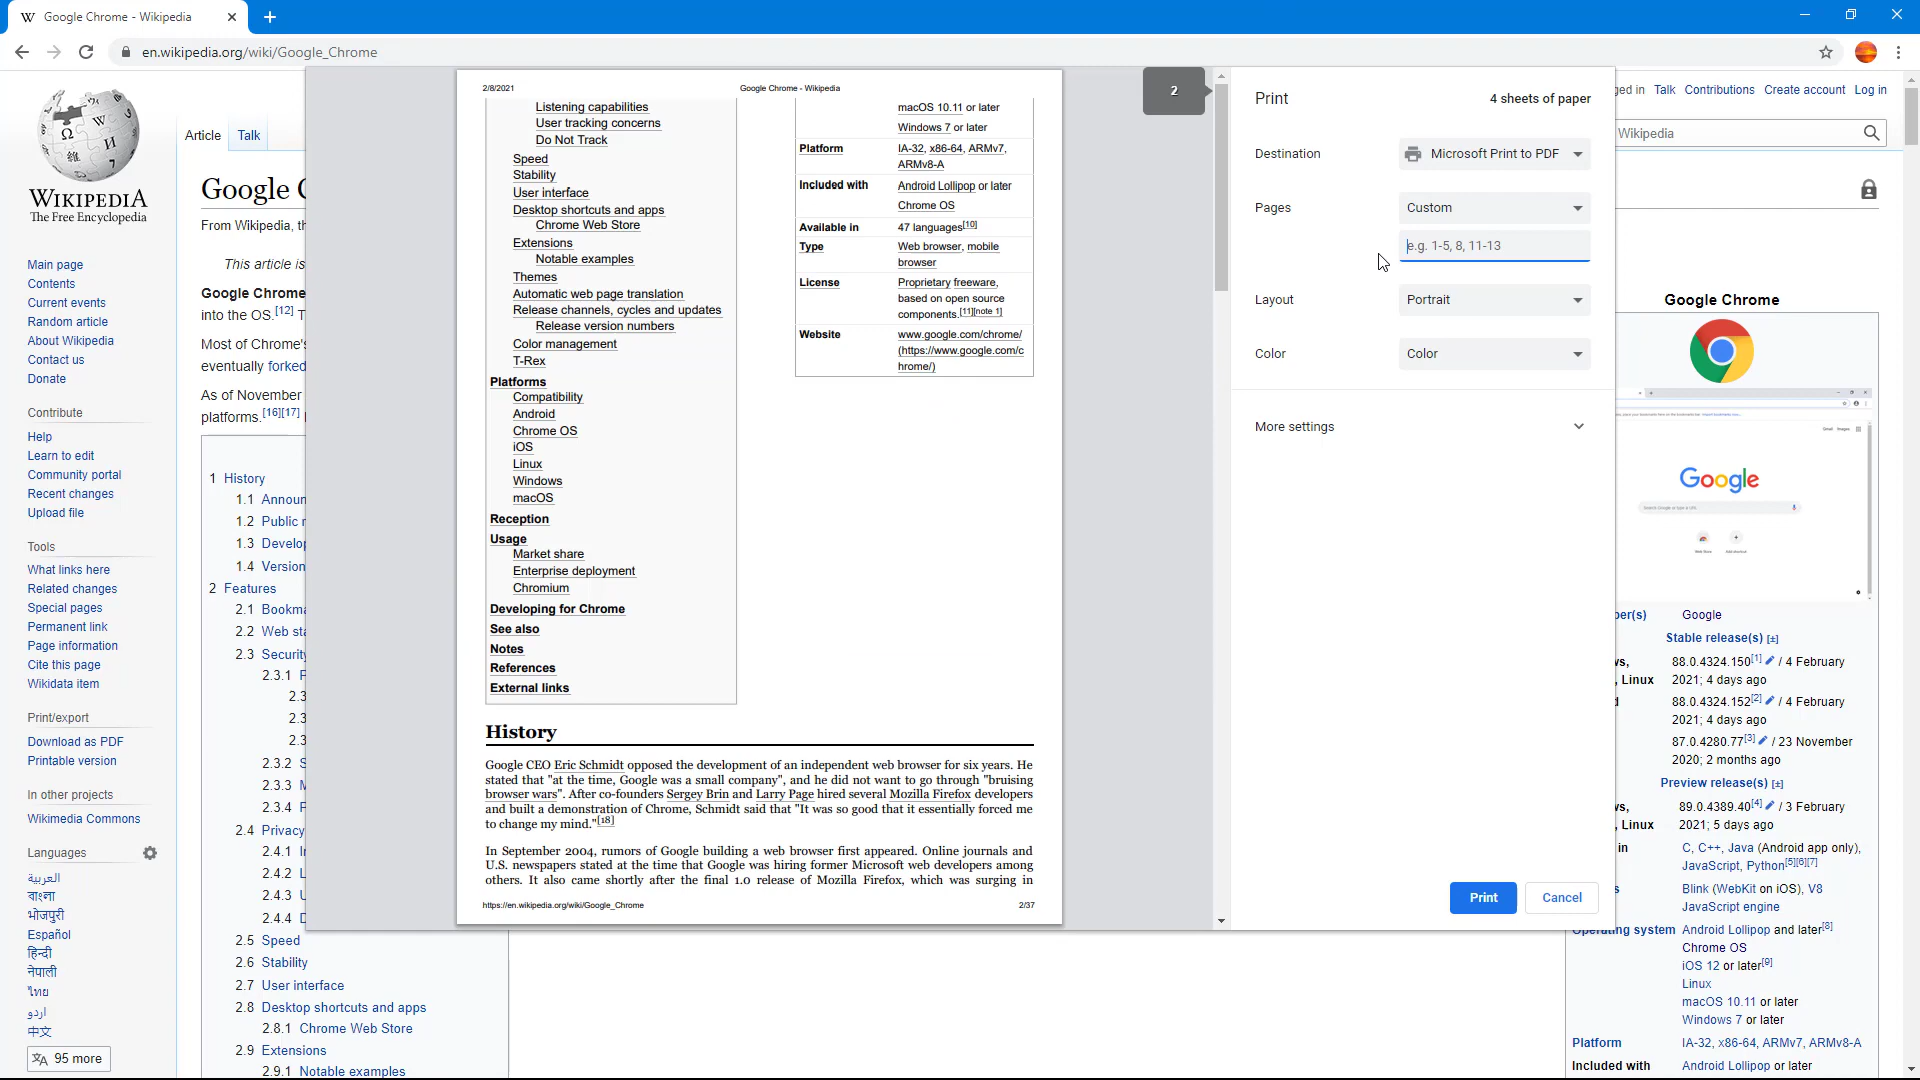 Google Chrome - Wikipedia
en.wikipedia.org/wiki/Google_Chrome
WIKIPEDIA
The Free Encyclopedia
Main page
Contents
Current events
Random article
About Wikipedia
Contact us
Donate
Contribute
Help
Learn to edit
Community portal
Recent changes
Upload file
Tools
What links here
Related changes
Special pages
Permanent link
Page information
Cite this page
Wikidata item
Print/export
Download as PDF
Printable version
In other projects
Wikimedia Commons
Languages
العربية
বাংলা
भोजपुरी
Español
हिन्दी
नेपाली
ไทย
اردو
中文
95 more
Article Talk
Google
From Wikipedia,
This article is
Google Chrome
into the OS.[12]
Most of Chrome's
eventually forked
As of November
platforms.[16][17]
1 History
1.1
1.2 Public
1.3
1.4 Version
2 Features
2.1
2.2 Web
2.3 Security
2.3.1
2.3.2
2.3.3
2.3.4
2.4 Privacy
2.4.1
2.4.2
2.4.3
2.4.4
2.5 Speed
2.6 Stability
2.7 User interface
2.8 Desktop shortcuts and apps
2.8.1 Chrome Web Store
2.9 Extensions
2.9.1 Notable examples
2/8/2021 Google Chrome - Wikipedia
Listening capabilities
User tracking concerns
Do Not Track
Speed
Stability
User interface
Desktop shortcuts and apps
Chrome Web Store
Extensions
Notable examples
Themes
Automatic web page translation
Release channels, cycles and updates
Release version numbers
Color management
T-Rex
Platforms
Compatibility
Android
Chrome OS
iOS
Linux
Windows
macOS
Reception
Usage
Market share
Enterprise deployment
Chromium
Developing for Chrome
See also
Notes
References
External links
macOS 10.11 or later
Windows 7 or later
Platform IA-32, x86-64, ARMv7,
ARMv8-A
Included with Android Lollipop or later
Chrome OS
Available in 47 languages[10]
Type Web browser, mobile
browser
License Proprietary freeware,
based on open source
components.[11][note 1]
Website www.google.com/chrome/
(https://www.google.com/c
hrome/)
History
Google CEO Eric Schmidt opposed the development of an independent web browser for six years. He
stated that "at the time, Google was a small company", and he did not want to go through "bruising
browser wars". After co-founders Sergey Brin and Larry Page hired several Mozilla Firefox developers
and built a demonstration of Chrome, Schmidt said that "It was so good that it essentially forced me
to change my mind."[18]
In September 2004, rumors of Google building a web browser first appeared. Online journals and
U.S. newspapers stated at the time that Google was hiring former Microsoft web developers among
others. It also came shortly after the final 1.0 release of Mozilla Firefox, which was surging in
https://en.wikipedia.org/wiki/Google_Chrome 2/37
2
Print 4 sheets of paper
Destination Microsoft Print to PDF
Pages Custom
e.g. 1-5, 8, 11-13
Layout Portrait
Color Color
More settings
Print Cancel
ged in Talk Contributions Create account Log in
Wikipedia
Google Chrome
Google
per(s) Google
Stable release(s) [±]
88.0.4324.150[1] / 4 February
Linux 2021; 4 days ago
88.0.4324.152[2] / 4 February
2021; 4 days ago
87.0.4280.77[3] / 23 November
2020; 2 months ago
Preview release(s) [±]
89.0.4389.40[4] / 3 February
Linux 2021; 5 days ago
in C, C++, Java (Android app only),
JavaScript, Python[5][6][7]
Blink (WebKit on iOS), V8
JavaScript engine
Operating system Android Lollipop and later[8]
Chrome OS
iOS 12 or later[9]
Linux
macOS 10.11 or later
Windows 7 or later
Platform IA-32, x86-64, ARMv7, ARMv8-A
Included with Android Lollipop or later